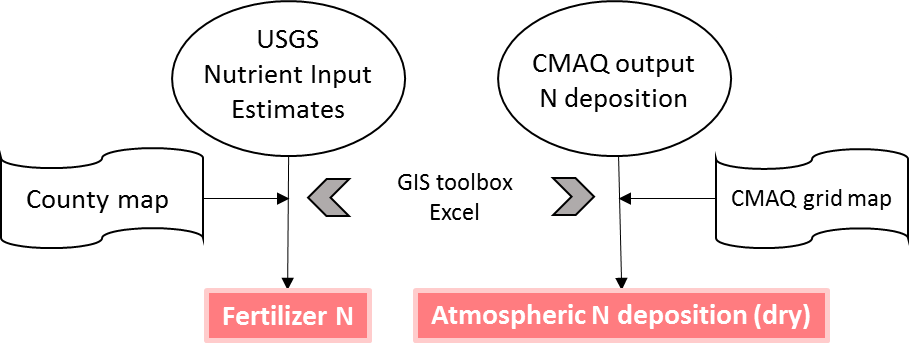 USGS
Nutrient Input
Estimates
CMAQ output
N deposition
County map
GIS toolbox
Excel
CMAQ grid map
Fertilizer N
Atmospheric N deposition (dry)